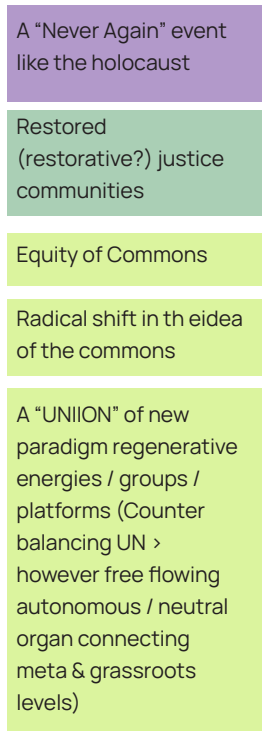 A “Never Again” event
like the holocaust
Restored
(restorative?) justice
communities
Equity of Commons
Radical shift in th eidea
of the commons
A “UNIION” of new
paradigm regenerative
energies / groups /
platforms (Counter
balancing UN >
however free flowing
autonomous / neutral
organ connecting
meta & grassroots
levels)